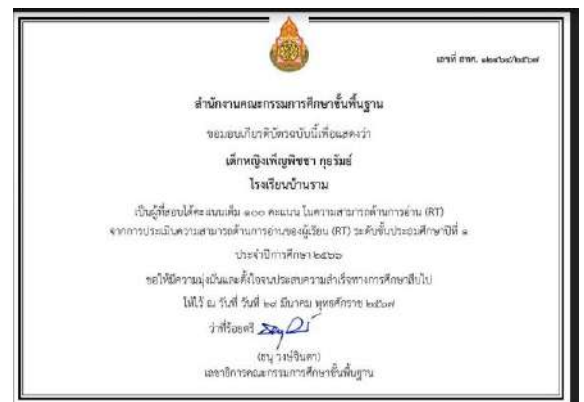 เลขที่ สพฐ.
สำนักงานคณะกรรมการศึกษาขั้นพื้นฐาน
ขอมอบเกียรติบัตรฉบับนี้เพื่อแสดงว่า
เด็กหญิงเพ็ญพิชชา กุยรัมย์
โรงเรียนบ้านราม
เป็นผู้ที่สอบได้คะแนนเต็ม ๑๐๐ คะแนน ในความสามารถด้านการอ่าน (RT)
จากการประเมินความสามารถด้านการอ่านของผู้เรียน (RT) ระดับชั้นประถมศึกษาปีที่ ๑
ประจำปีการศึกษา ๒๕๖๖
ขอให้มีความมุ่งมั่นและตั้งใจจนประสบความสำเร็จทางการศึกษาสืบไป
ให้ไว้ ณ วันที่ วันที่ ๒๘ มีนาคม พุทธศักราช ๒๕๖๗
ว่าที่ร้อยตรี
(ธนุ วงษ์จินดา)
เลขาธิการคณะกรรมการศึกษาขั้นพื้นฐาน